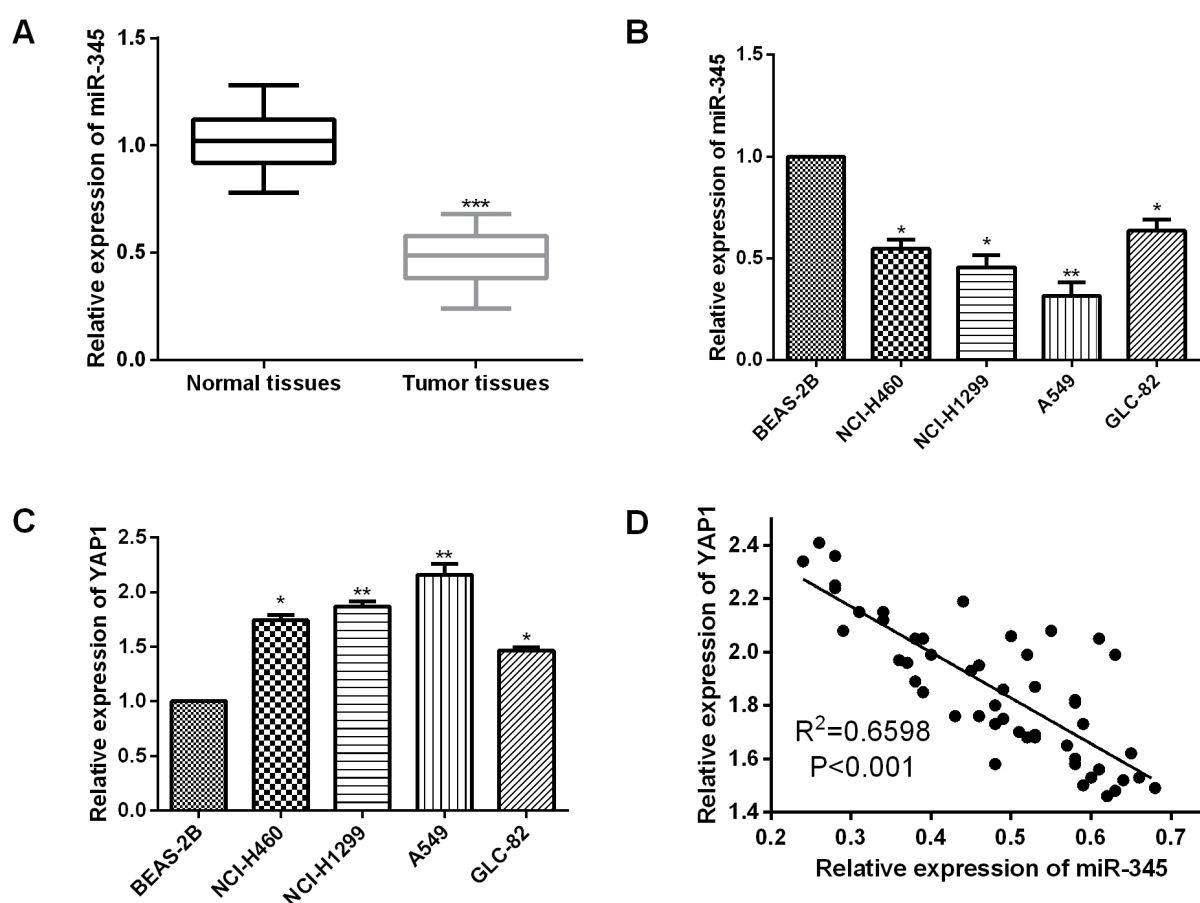 A
Relative expression of miR-345
1.5
1.0
0.5
0.0
***
Normal tissues
Tumor tissues
B
Relative expression of miR-345
1.5
1.0
0.5
0.0
*
*
**
*
BEAS-2B
NCI-H460
NCI-H1299
A549
GLC-82
C
Relative expression of YAP1
2.5
2.0
1.5
1.0
0.5
0.0
*
**
**
*
BEAS-2B
NCI-H460
NCI-H1299
A549
GLC-82
D
Relative expression of YAP1
2.4
2.2
2.0
1.8
1.6
1.4
R²=0.6598
P<0.001
0.2 0.3 0.4 0.5 0.6 0.7
Relative expression of miR-345